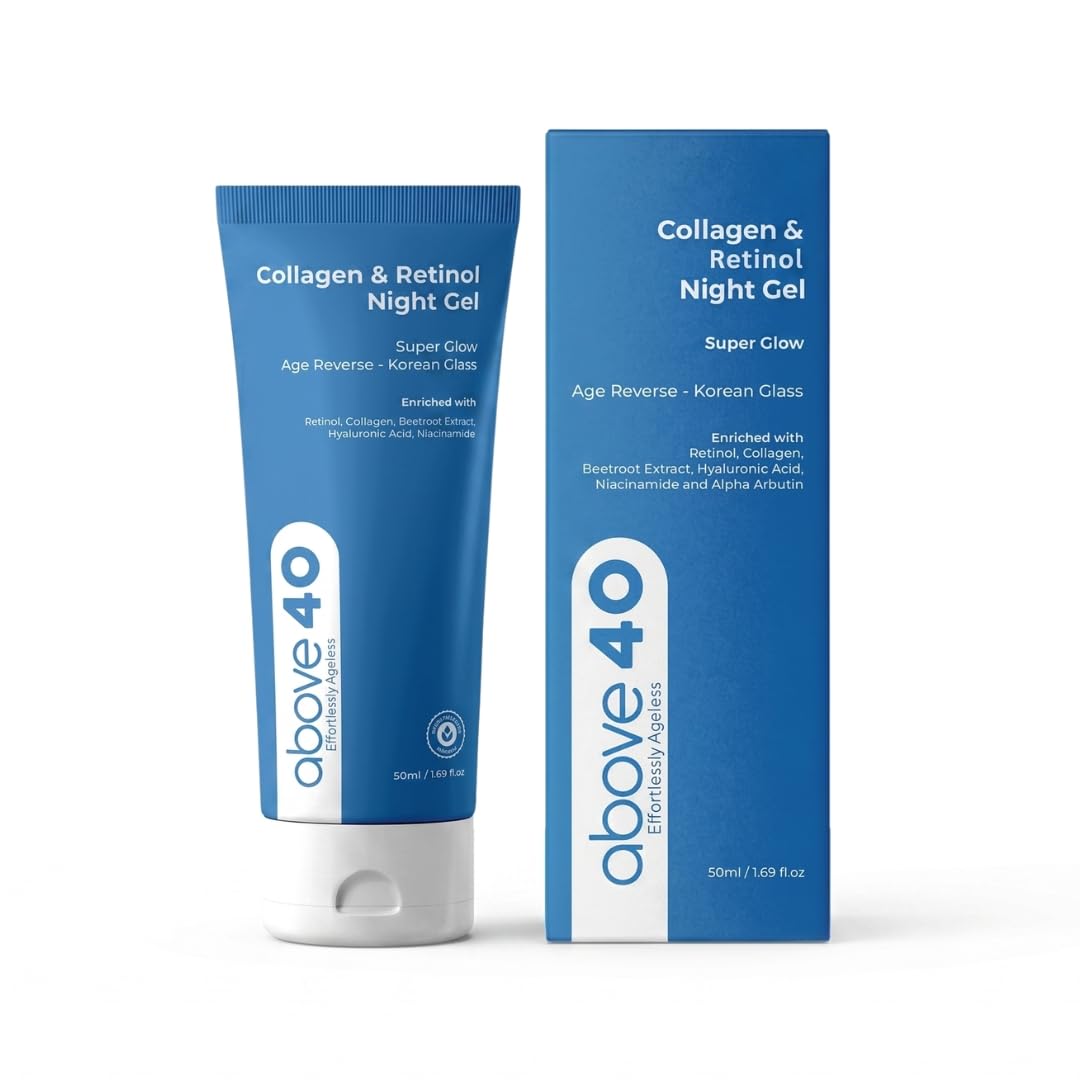 Collagen & Retinol
Night Gel
Super Glow
Age Reverse - Korean Glass
Enriched with
Retinol, Collagen, Beetroot Extract,
Hyaluronic Acid, Niacinamide
above 40
Effortlessly Ageless
50ml / 1.69 fl.oz
Collagen &
Retinol
Night Gel
Super Glow
Age Reverse - Korean Glass
Enriched with
Retinol, Collagen,
Beetroot Extract, Hyaluronic Acid,
Niacinamide and Alpha Arbutin
above 40
Effortlessly Ageless
50ml / 1.69 fl.oz